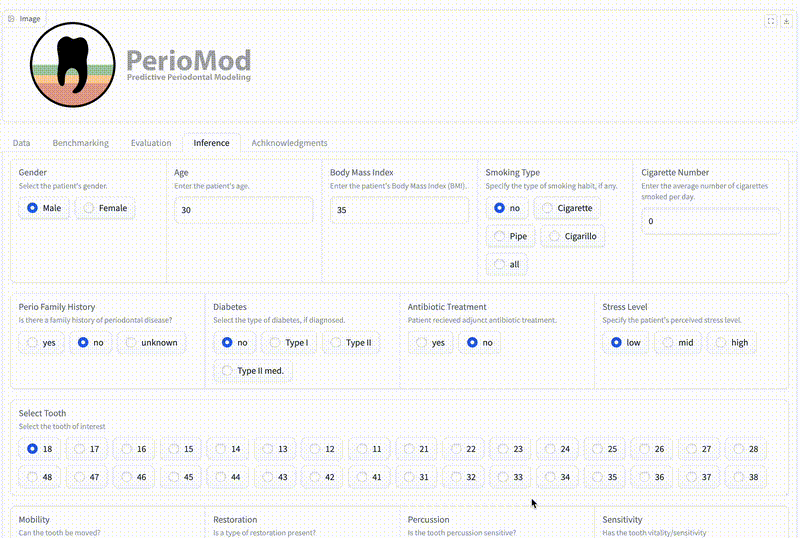 Image
PerioMod
Predictive Periodontal Modeling
Data Benchmarking Evaluation Inference Achknowledgments
Gender Age Body Mass Index Smoking Type Cigarette Number
Select the patient's gender. Enter the patient's age. Enter the patient's Body Mass Index (BMI). Specify the type of smoking habit, if any. Enter the average number of cigarettes
smoked per day.
Male Female 30 35 no Cigarette 0
Pipe Cigarillo
all
Perio Family History Diabetes Antibiotic Treatment Stress Level
Is there a family history of periodontal disease? Select the type of diabetes, if diagnosed. Patient recieved adjunct antibiotic treatment. Specify the patient's perceived stress level.
yes no unknown no Type I Type II yes no low mid high
Type II med.
Select Tooth
Select the tooth of interest
18 17 16 15 14 13 12 11 21 22 23 24 25 26 27 28
48 47 46 45 44 43 42 41 31 32 33 34 35 36 37 38
Mobility Restoration Percussion Sensitivity
Can the tooth be moved? Is a type of restoration present? Is the tooth percussion sensitive? Has the tooth vitality/sensitivity